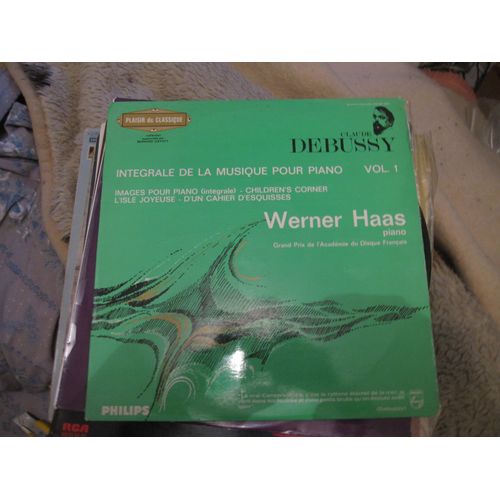 PLAISIR du CLASSIQUE
CLAUDE
DEBUSSY
INTEGRALE DE LA MUSIQUE POUR PIANO VOL. 1
IMAGES POUR PIANO (intégrale) - CHILDREN'S CORNER
L'ISLE JOYEUSE - D'UN CAHIER D'ESQUISSES
Werner Haas
piano
Grand Prix de l'Académie du Disque Français
PHILIPS
RCA